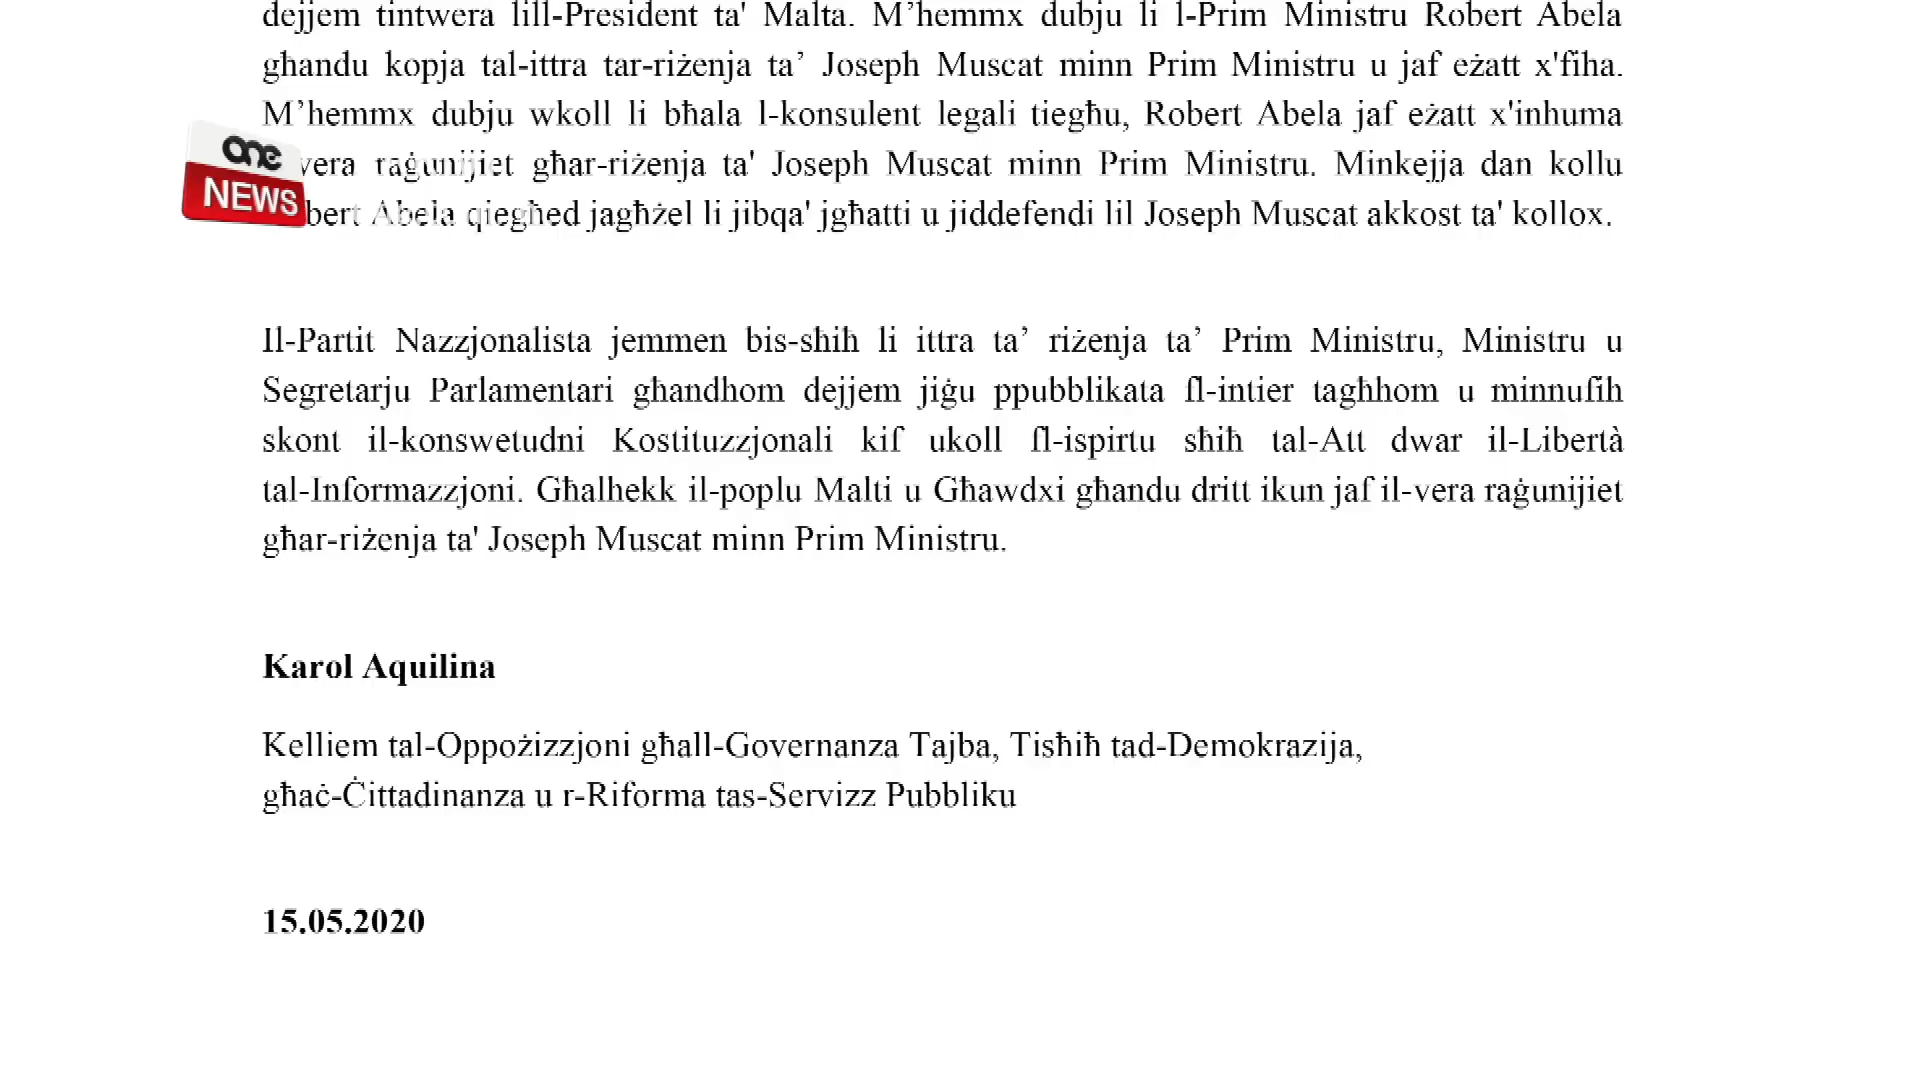 dejjem tintwera lill-President ta' Malta. M’hemmx dubju li l-Prim Ministru Robert Abela
għandu kopja tal-ittra tar-riżenja ta’ Joseph Muscat minn Prim Ministru u jaf eżatt x'fiha.
M’hemmx dubju wkoll li bħala l-konsulent legali tiegħu, Robert Abela jaf eżatt x'inhuma
vera raġunijiet għar-riżenja ta' Joseph Muscat minn Prim Ministru. Minkejja dan kollu
bert Abela qiegħed jagħżel li jibqa' jgħatti u jiddefendi lil Joseph Muscat akkost ta' kollox.
one
NEWS
Il-Partit Nazzjonalista jemmen bis-sħiħ li ittra ta’ riżenja ta’ Prim Ministru, Ministru u
Segretarju Parlamentari għandhom dejjem jiġu ppubblikata fl-intier tagħhom u minnufih
skont il-konswetudni Kostituzzjonali kif ukoll fl-ispirtu sħiħ tal-Att dwar il-Libertà
tal-Informazzjoni. Għalhekk il-poplu Malti u Għawdxi għandu dritt ikun jaf il-vera raġunijiet
għar-riżenja ta' Joseph Muscat minn Prim Ministru.
Karol Aquilina
Kelliem tal-Oppożizzjoni għall-Governanza Tajba, Tisħiħ tad-Demokrazija,
għaċ-Ċittadinanza u r-Riforma tas-Servizz Pubbliku
15.05.2020